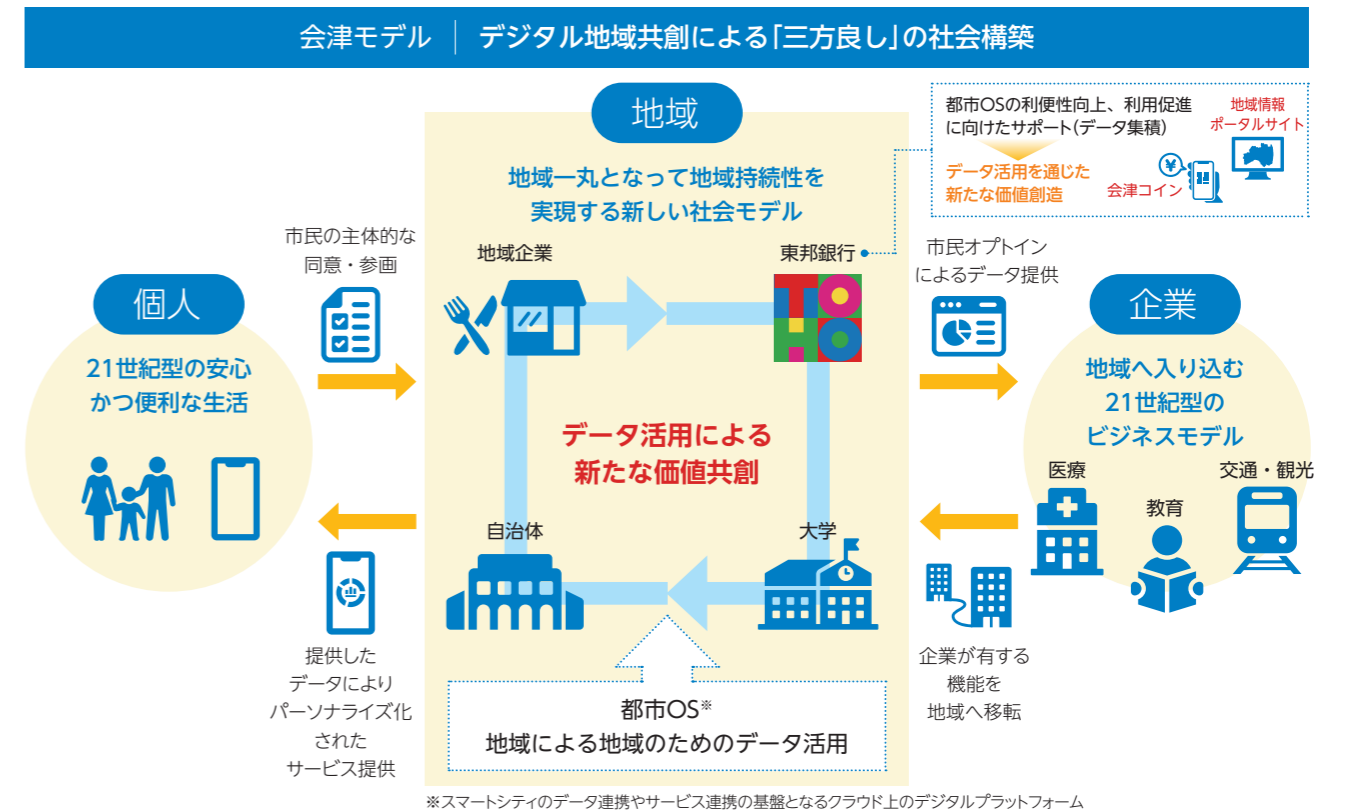 会津モデル｜デジタル地域共創による「三方良し」の社会構築
地域
地域一丸となって地域持続性を
実現する新しい社会モデル
都市OSの利便性向上、利用促進
に向けたサポート(データ集積)
データ活用を通じた
新たな価値創造
地域情報
ポータルサイト
¥
会津コイン
市民の主体的な
同意・参画
個人
21世紀型の安心
かつ便利な生活
提供した
データにより
パーソナライズ化
された
サービス提供
地域企業
東邦銀行
TO
HO
データ活用による
新たな価値共創
自治体
大学
都市OS※
地域による地域のためのデータ活用
市民オプトイン
によるデータ提供
企業
地域へ入り込む
21世紀型の
ビジネスモデル
医療
教育
交通・観光
企業が有する
機能を
地域へ移転
※スマートシティのデータ連携やサービス連携の基盤となるクラウド上のデジタルプラットフォーム